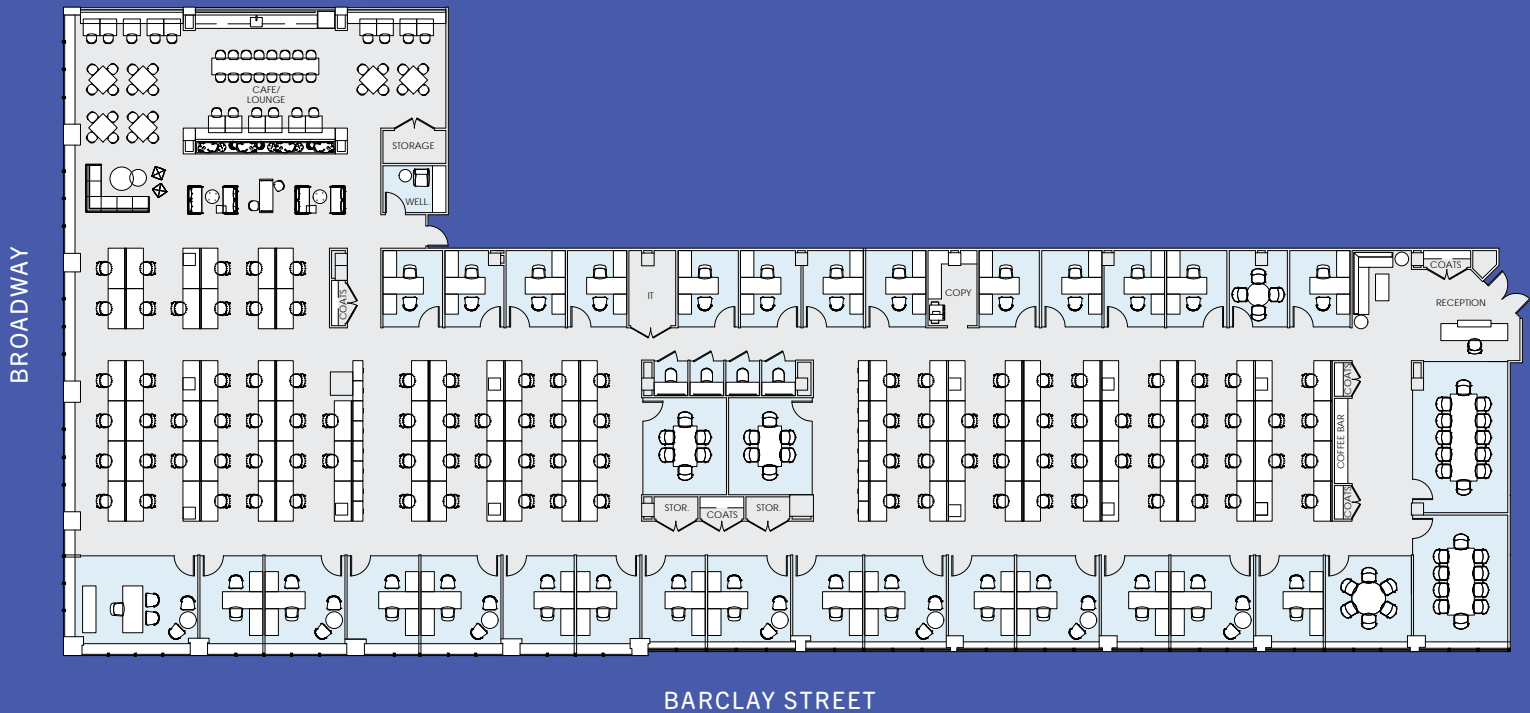 CAFE/
LOUNGE
STORAGE
WELL.
BROADWAY
COATS
IT
COPY
COATS
RECEPTION
COATS
COFFEE BAR
COATS
STOR.
COATS
STOR.
BARCLAY STREET